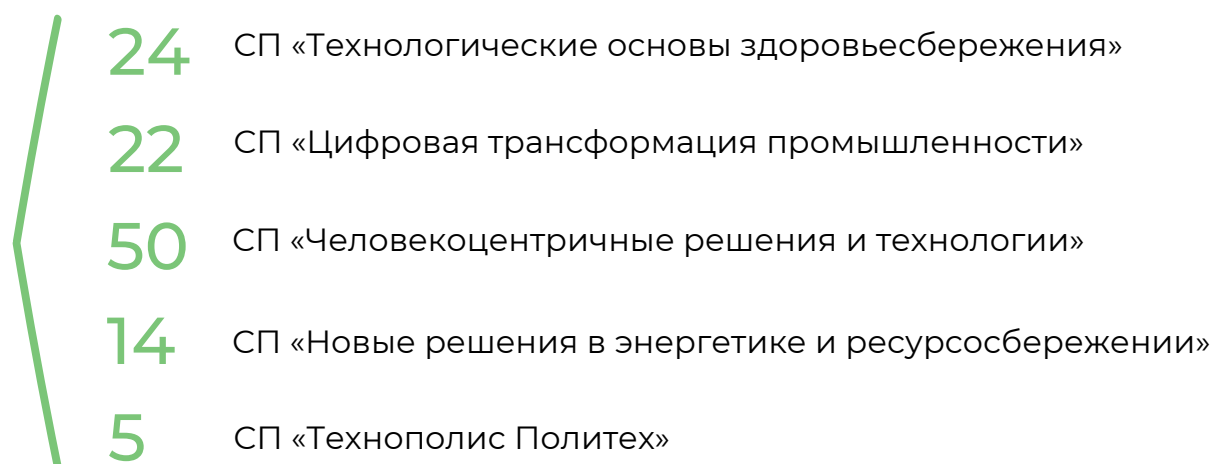 24 СП «Технологические основы здоровьесбережения»
22 СП «Цифровая трансформация промышленности»
50 СП «Человекоцентричные решения и технологии»
14 СП «Новые решения в энергетике и ресурсосбережении»
5 СП «Технополис Политех»